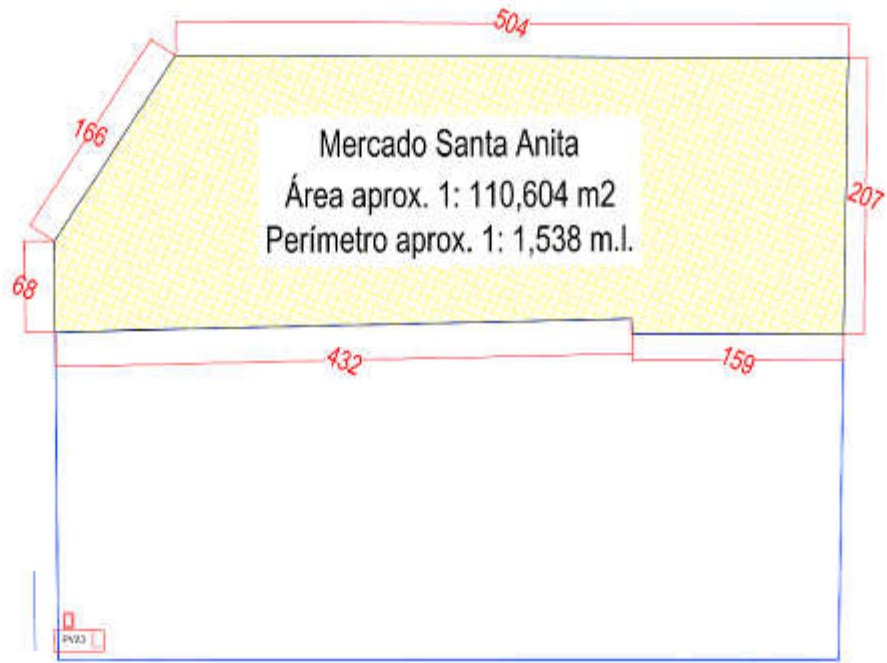 504
166
Mercado Santa Anita
Área aprox. 1: 110,604 m2
Perímetro aprox. 1: 1,538 m.l.
207
68
432
159